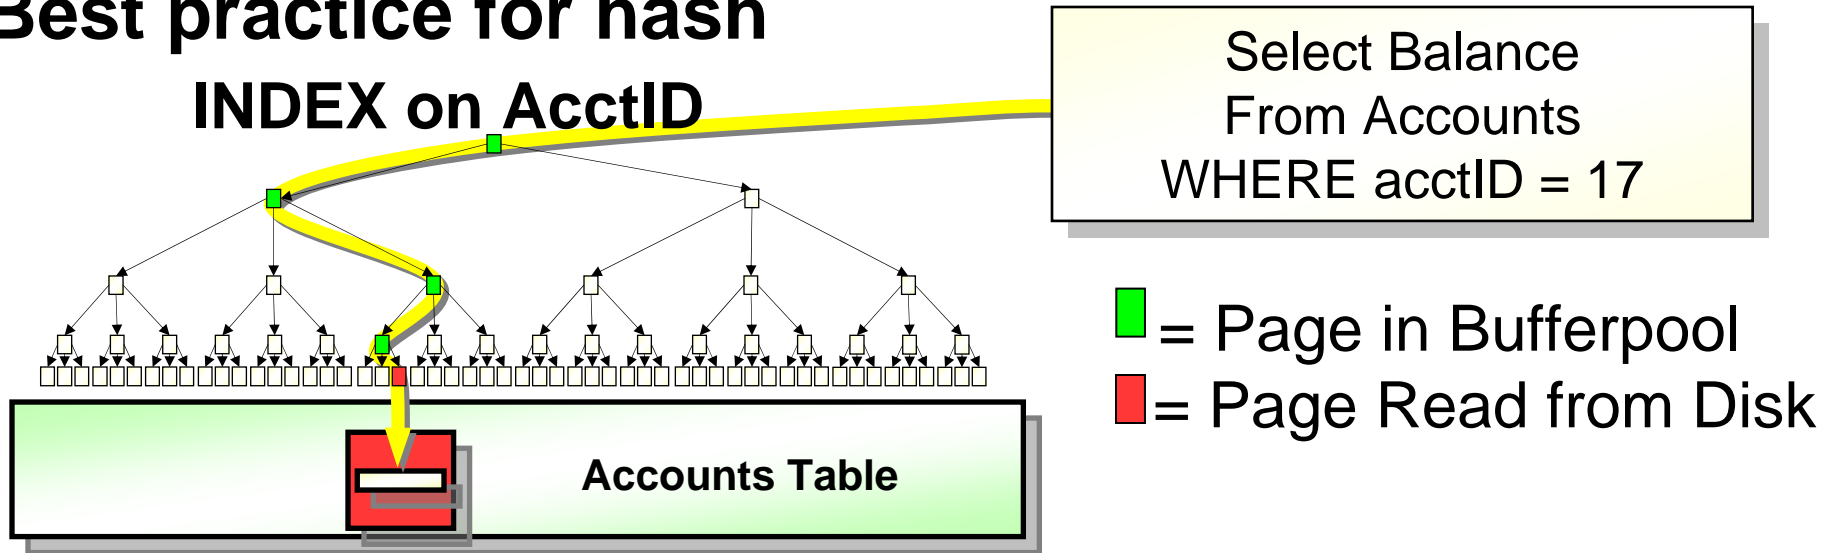 Best practice for hash
INDEX on AcctID
Select Balance
From Accounts
WHERE acctID = 17
= Page in Bufferpool
= Page Read from Disk
Accounts Table